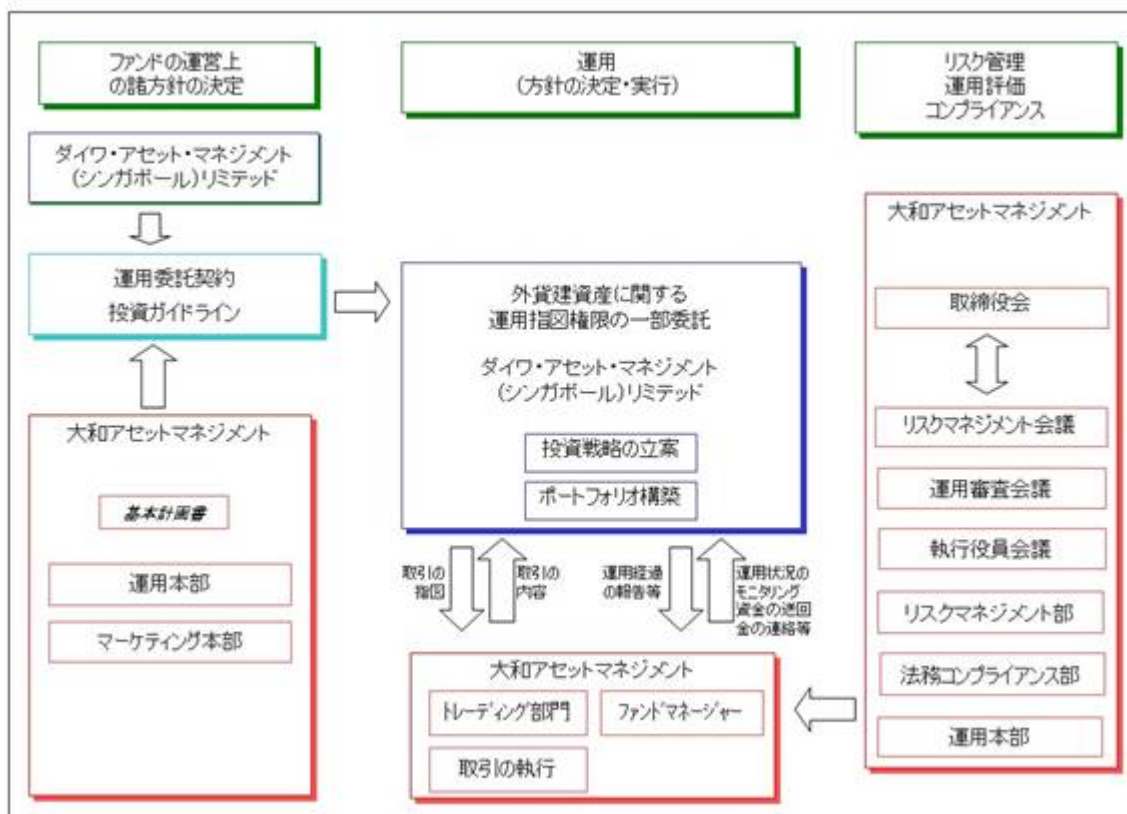 ファンドの運営上
の諸方針の決定
運用
(方針の決定・実行)
リスク管理
運用評価
コンプライアンス
ダイワ・アセット・マネジメント
(シンガポール)リミテッド
運用委託契約
投資ガイドライン
大和アセットマネジメント
基本計画書
運用本部
マーケティング本部
外貨建資産に関する
運用指図権限の一部委託
ダイワ・アセット・マネジメント
(シンガポール)リミテッド
投資戦略の立案
ポートフォリオ構築
取引の
指図
取引の
内容
運用経過
の報告等
運用状況の
モニタリング
資金の送回
金の連絡等
大和アセットマネジメント
トレーディング部門
ファンドマネージャー
取引の執行
大和アセットマネジメント
取締役会
リスクマネジメント会議
運用審査会議
執行役員会議
リスクマネジメント部
法務コンプライアンス部
運用本部